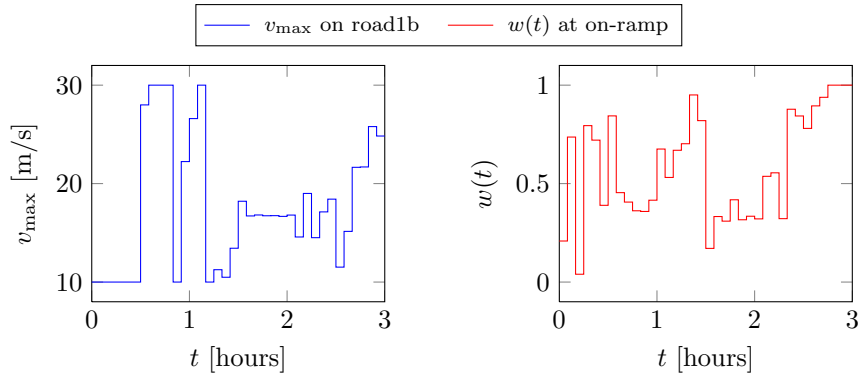 v_max on road1b w(t) at on-ramp
30
20
10
0 1 2 3
v_max [m/s]
t [hours]
1
0.5
0
0 1 2 3
w(t)
t [hours]